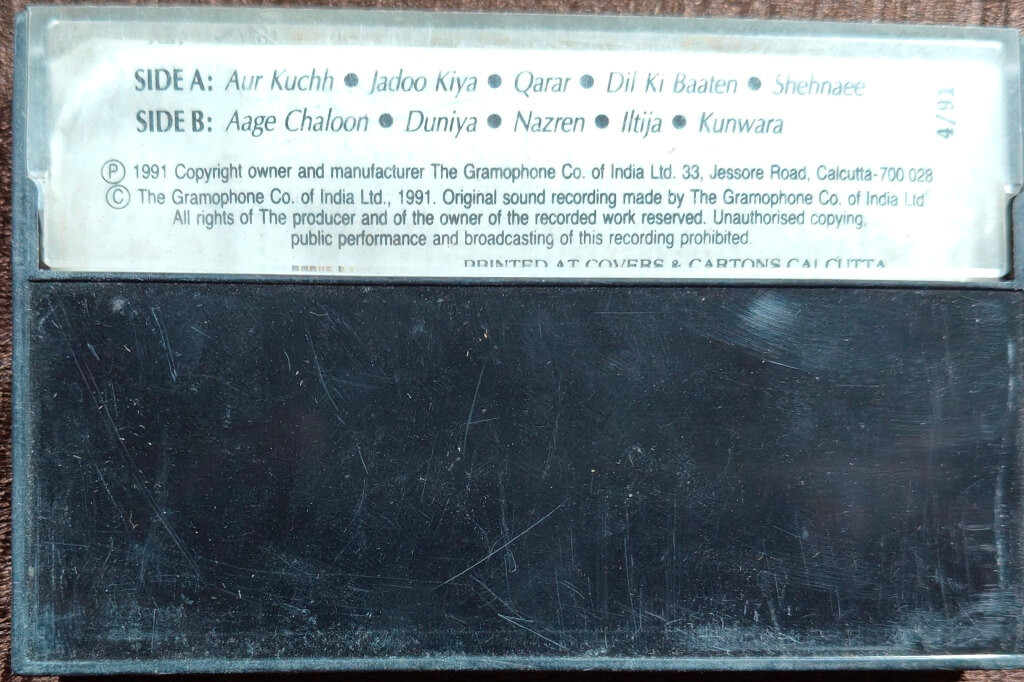 SIDE A: Aur Kuchh • Jadoo Kiya • Qarar • Dil Ki Baaten • Shehnaee
SIDE B: Aage Chaloon • Duniya • Nazren • Iltija • Kunwara
4/91
Ⓟ 1991 Copyright owner and manufacturer The Gramophone Co. of India Ltd. 33, Jessore Road, Calcutta-700 028
© The Gramophone Co. of India Ltd., 1991. Original sound recording made by The Gramophone Co. of India Ltd
All rights of The producer and of the owner of the recorded work reserved. Unauthorised copying,
public performance and broadcasting of this recording prohibited.
PRINTED AT COVERS & CARTONS CALCUTTA